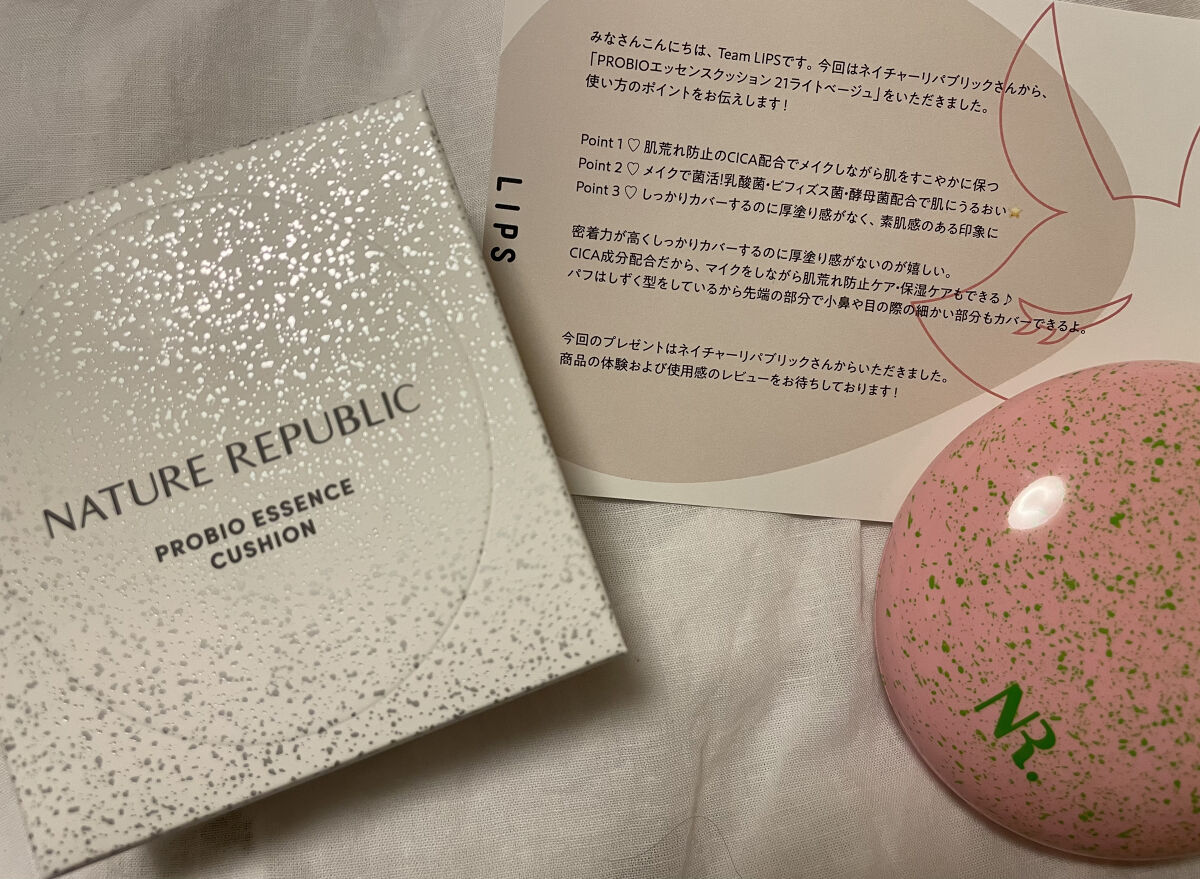 NATURE REPUBLIC
PROBIO ESSENCE
CUSHION
LIPS
みなさんこんにちは、Team LIPSです。今回はネイチャーリパブリックさんから、
「PROBIOエッセンスクッション 21ライトベージュ」をいただきました。
使い方のポイントをお伝えします！
Point 1 ♡ 肌荒れ防止のCICA配合でメイクしながら肌をすこやかに保つ
Point 2 ♡ メイクで菌活!乳酸菌・ビフィズス菌・酵母菌配合で肌にうるおい⭐
Point 3 ♡ しっかりカバーするのに厚塗り感がなく、素肌感のある印象に
密着力が高くしっかりカバーするのに厚塗り感がないのが嬉しい。
CICA成分配合だから、マイクをしながら肌荒れ防止ケア・保湿ケアもできる♪
パフはしずく型をしているから先端の部分で小鼻や目の際の細かい部分もカバーできるよ。
今回のプレゼントはネイチャーリパブリックさんからいただきました。
商品の体験および使用感のレビューをお待ちしております！
NR.